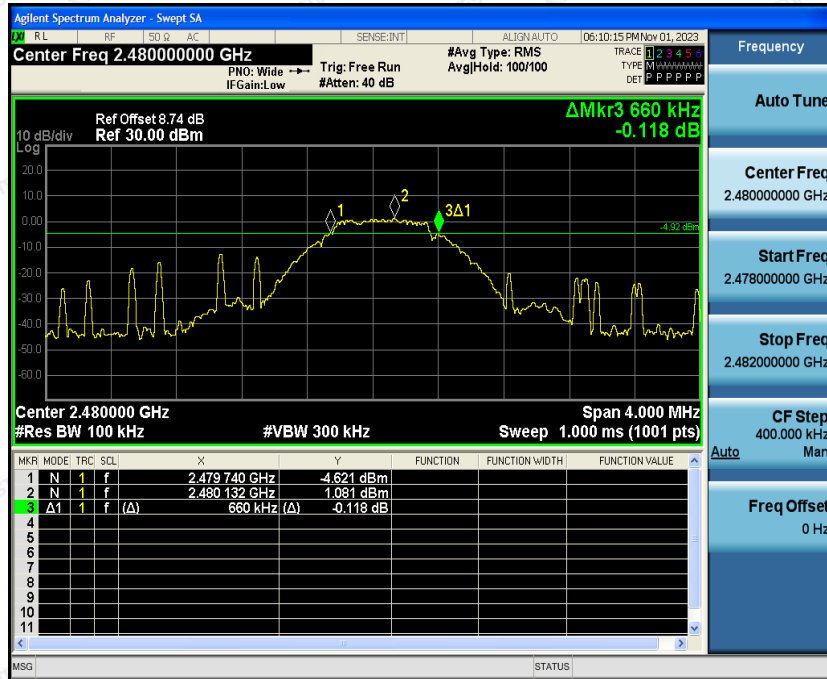 Agilent Spectrum Analyzer - Swept SA
LXI RL RF 50 Ω AC SENSE:INT ALIGN AUTO 06:10:15 PM Nov 01, 2023
Center Freq 2.480000000 GHz
PNO: Wide
IFGain:Low
Trig: Free Run
#Atten: 40 dB
#Avg Type: RMS
Avg|Hold: 100/100
TRACE 1 2 3 4 5 6
TYPE M
DET P P P P P P
ΔMkr3 660 kHz
-0.118 dB
Ref Offset 8.74 dB
Ref 30.00 dBm
10 dB/div
Log
20.0
10.0
0.00
-10.0
-20.0
-30.0
-40.0
-50.0
-60.0
1
2
3Δ1
-4.92 dBm
Center 2.480000 GHz
Span 4.000 MHz
#Res BW 100 kHz
#VBW 300 kHz
Sweep 1.000 ms (1001 pts)
MKR MODE TRC SCL X Y FUNCTION FUNCTION WIDTH FUNCTION VALUE
1 N 1 f 2.479 740 GHz -4.621 dBm
2 N 1 f 2.480 132 GHz 1.081 dBm
3 Δ1 1 f (Δ) 660 kHz (Δ) -0.118 dB
4
5
6
7
8
9
10
11
MSG
STATUS
Frequency
Auto Tune
Center Freq
2.480000000 GHz
Start Freq
2.478000000 GHz
Stop Freq
2.482000000 GHz
CF Step
400.000 kHz
Auto Man
Freq Offset
0 Hz